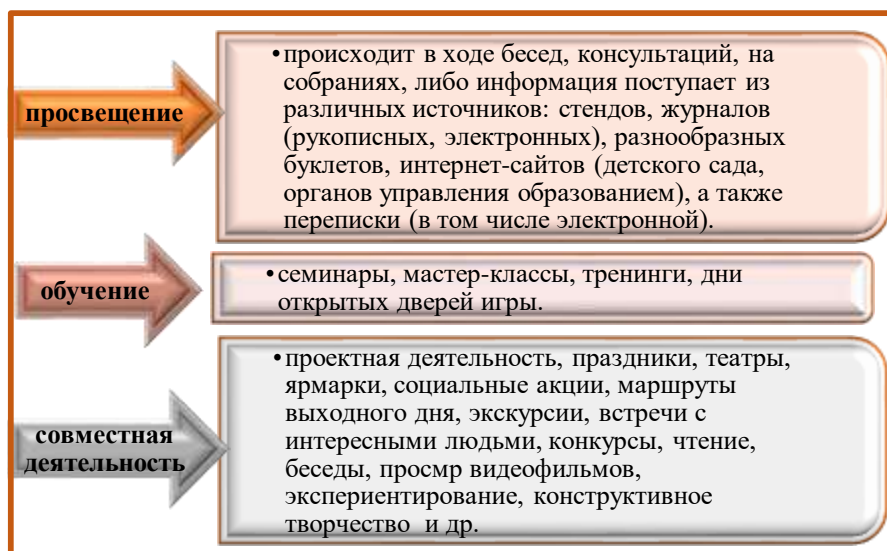 просвещение
•происходит в ходе бесед, консультаций, на
собраниях, либо информация поступает из
различных источников: стендов, журналов
(рукописных, электронных), разнообразных
буклетов, интернет-сайтов (детского сада,
органов управления образованием), а также
переписки (в том числе электронной).
обучение
•семинары, мастер-классы, тренинги, дни
открытых дверей игры.
совместная
деятельность
•проектная деятельность, праздники, театры,
ярмарки, социальные акции, маршруты
выходного дня, экскурсии, встречи с
интересными людьми, конкурсы, чтение,
беседы, просмр видеофильмов,
экспериентирование, конструктивное
творчество и др.